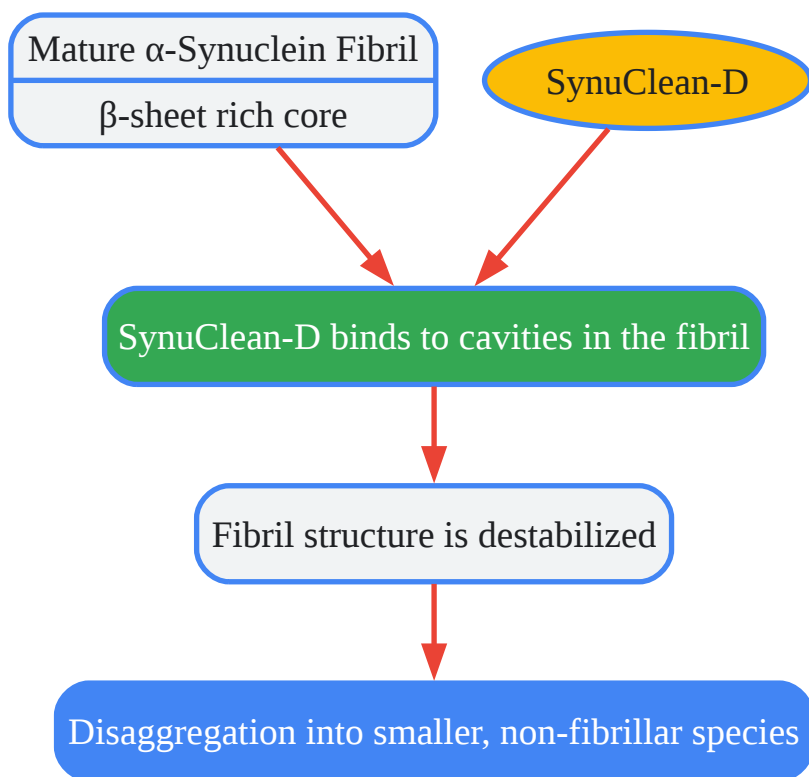 Mature α-Synuclein Fibril
β-sheet rich core
SynuClean-D
SynuClean-D binds to cavities in the fibril
Fibril structure is destabilized
Disaggregation into smaller, non-fibrillar species